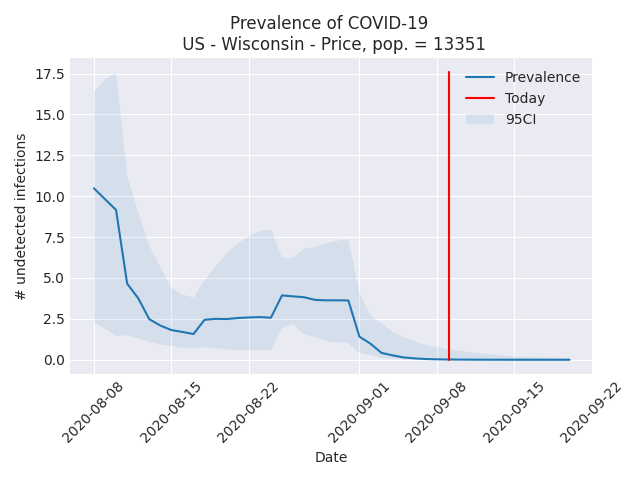 Prevalence of COVID-19
US - Wisconsin - Price, pop. = 13351
17.5
15.0
12.5
10.0
7.5
5.0
2.5
0.0
# undetected infections
Prevalence
Today
95CI
2020-08-08
2020-08-15
2020-08-22
2020-09-01
2020-09-08
2020-09-15
2020-09-22
Date